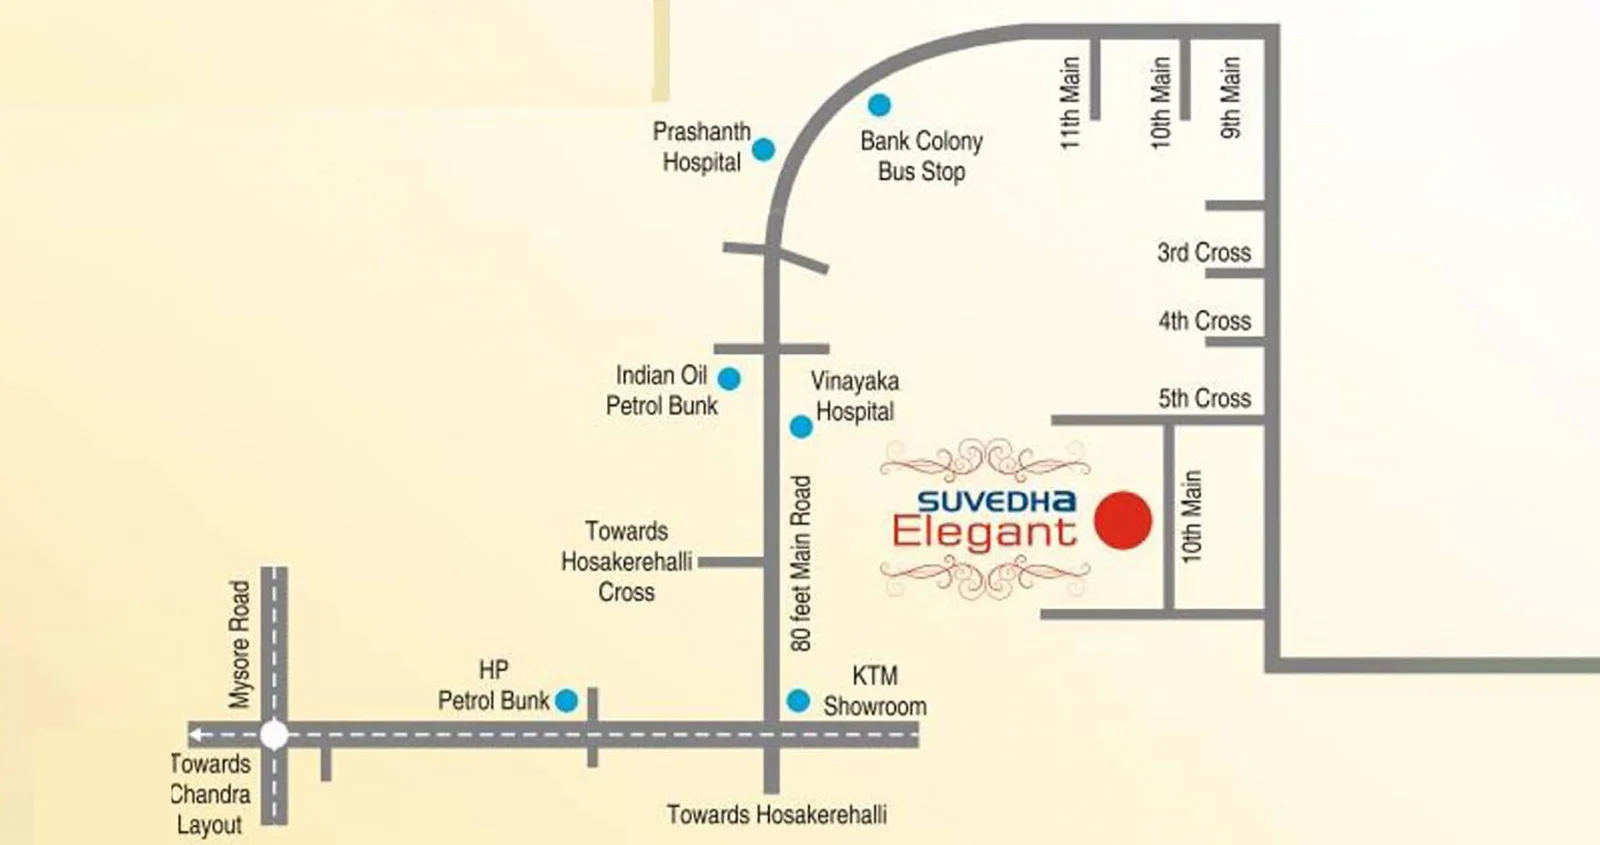 11th Main
10th Main
9th Main
Prashanth
Hospital
Bank Colony
Bus Stop
3rd Cross
4th Cross
Indian Oil
Petrol Bunk
Vinayaka
Hospital
5th Cross
SUVEDHa
Elegant
10th Main
80 feet Main Road
Towards
Hosakerehalli
Cross
Mysore Road
HP
Petrol Bunk
KTM
Showroom
Towards
Chandra
Layout
Towards Hosakerehalli